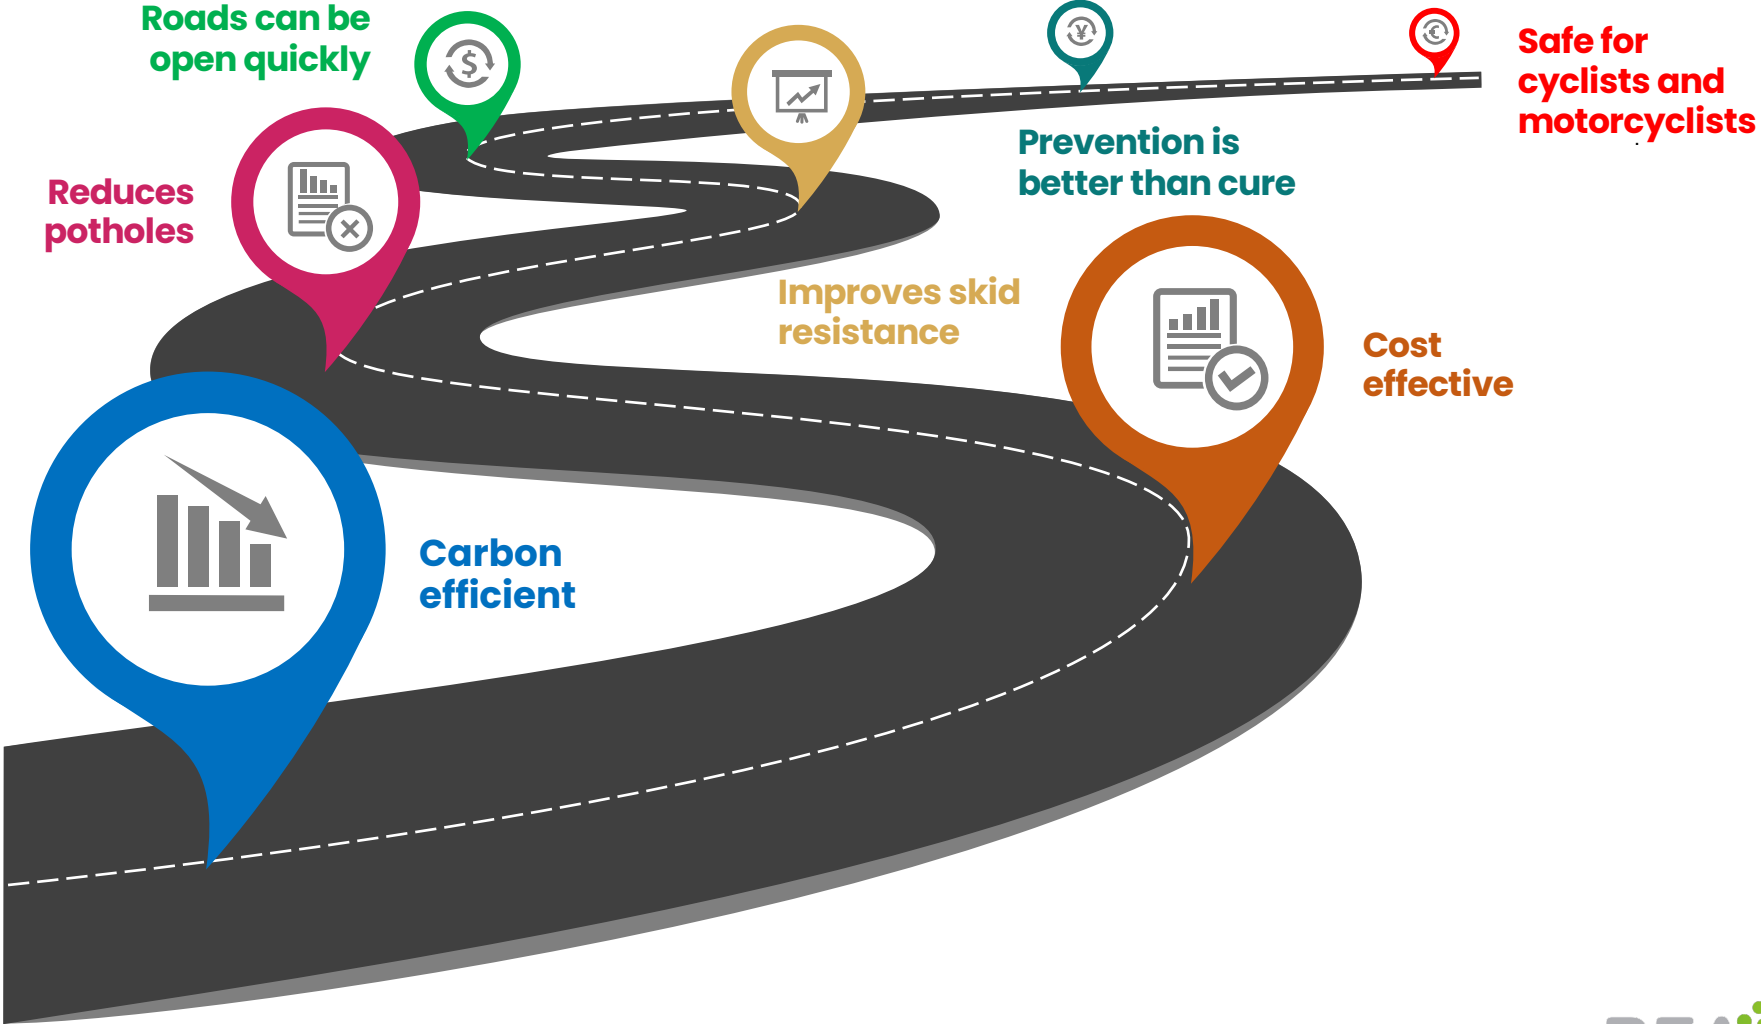 Roads can be
open quickly
Safe for
cyclists and
motorcyclists
Prevention is
better than cure
Reduces
potholes
Improves skid
resistance
Cost
effective
Carbon
efficient
$
¥
€